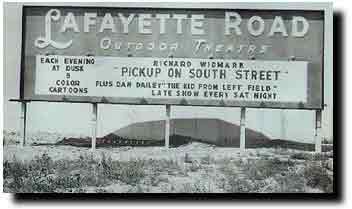 LAFAYETTE ROAD
OUTDOOR THEATRE
EACH EVENING
AT DUSK
9
COLOR
CARTOONS
RICHARD WIDMARK
"PICKUP ON SOUTH STREET"
PLUS DAN DAILEY "THE KID FROM LEFT FIELD"
LATE SHOW EVERY SAT NIGHT